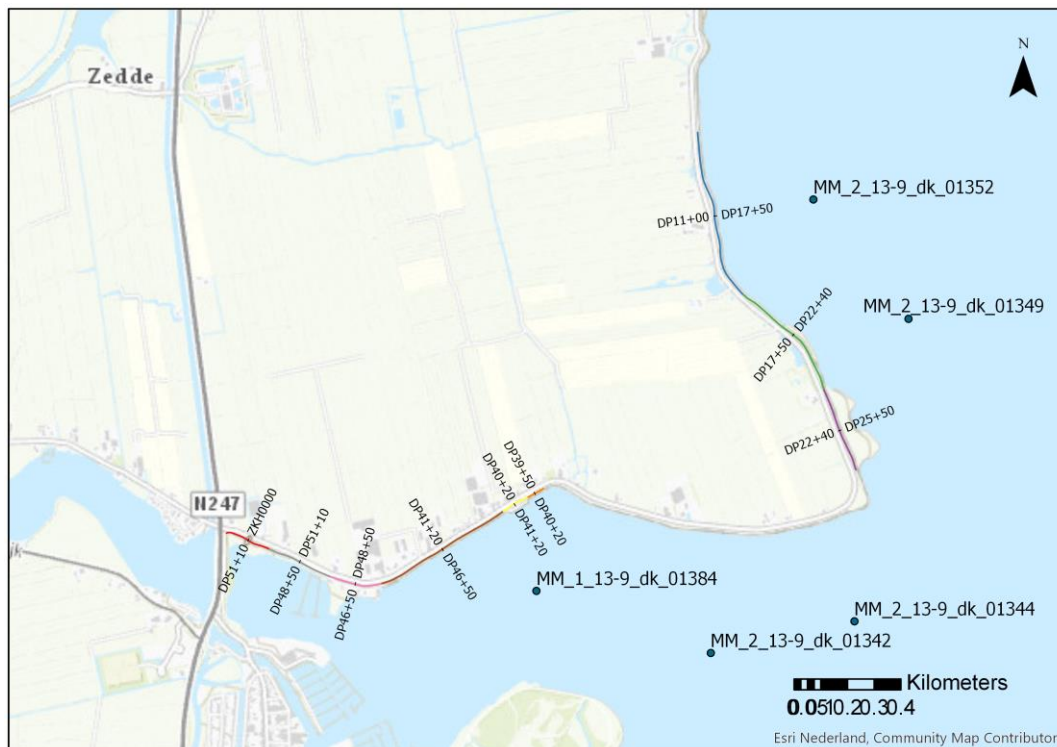 N
Zedde
MM_2_13-9_dk_01352
DP11+00 - DP17+50
MM_2_13-9_dk_01349
DP17+50 - DP22+40
DP22+40 - DP25+50
DP39+50 - DP40+20
DP40+20 - DP41+20
N247
DP41+20 - DP46+50
DP46+50 - DP48+50
DP48+50 - DP51+10
DP51+10 - ZKH0000
MM_1_13-9_dk_01384
MM_2_13-9_dk_01344
MM_2_13-9_dk_01342
Kilometers
0.0510.20.30.4
Esri Nederland, Community Map Contributor